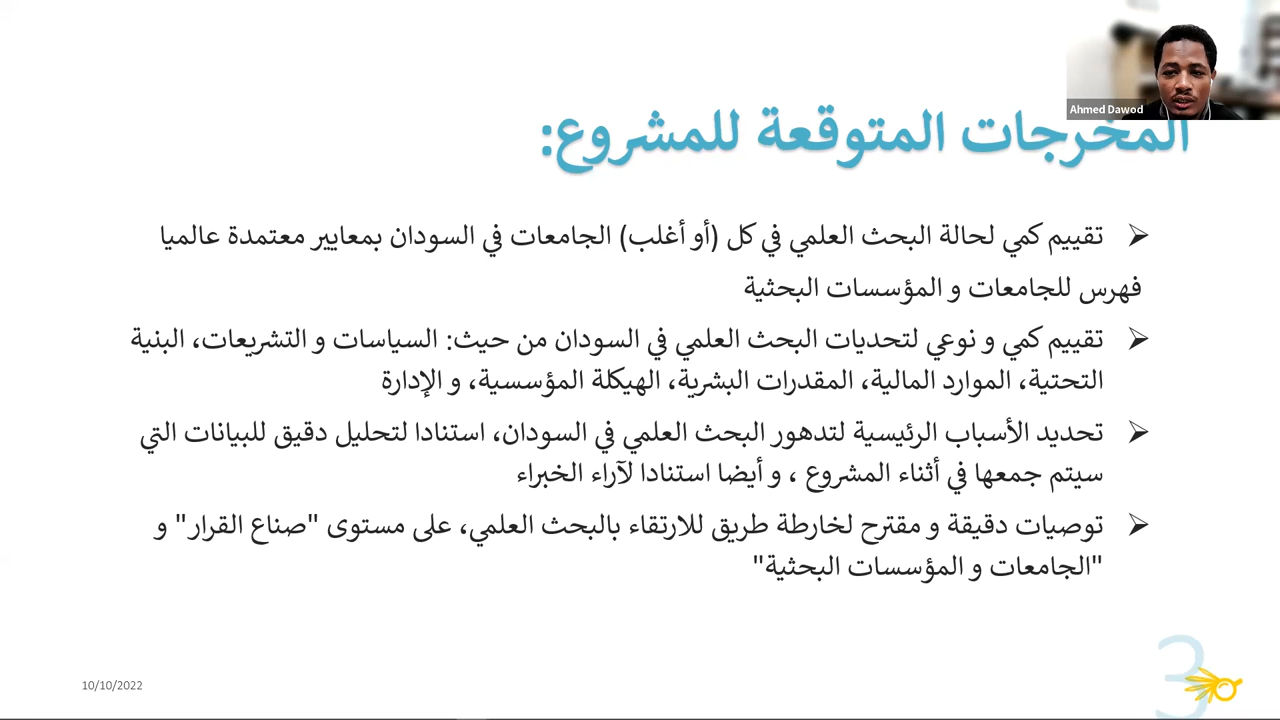 Ahmed Dawod
المخرجات المتوقعة للمشروع:
تقييم كمي لحالة البحث العلمي في كل (أو أغلب) الجامعات في السودان بمعايير معتمدة عالميا
فهرس للجامعات و المؤسسات البحثية
تقييم كمي و نوعي لتحديات البحث العلمي في السودان من حيث: السياسات و التشريعات، البنية
التحتية، الموارد المالية، المقدرات البشرية، الهيكلة المؤسسية، و الإدارة
تحديد الأسباب الرئيسية لتدهور البحث العلمي في السودان، استنادا لتحليل دقيق للبيانات التي
سيتم جمعها في أثناء المشروع ، و أيضا استنادا لآراء الخبراء
توصيات دقيقة و مقترح لخارطة طريق للارتقاء بالبحث العلمي، على مستوى "صناع القرار" و
"الجامعات و المؤسسات البحثية"
10/10/2022
3